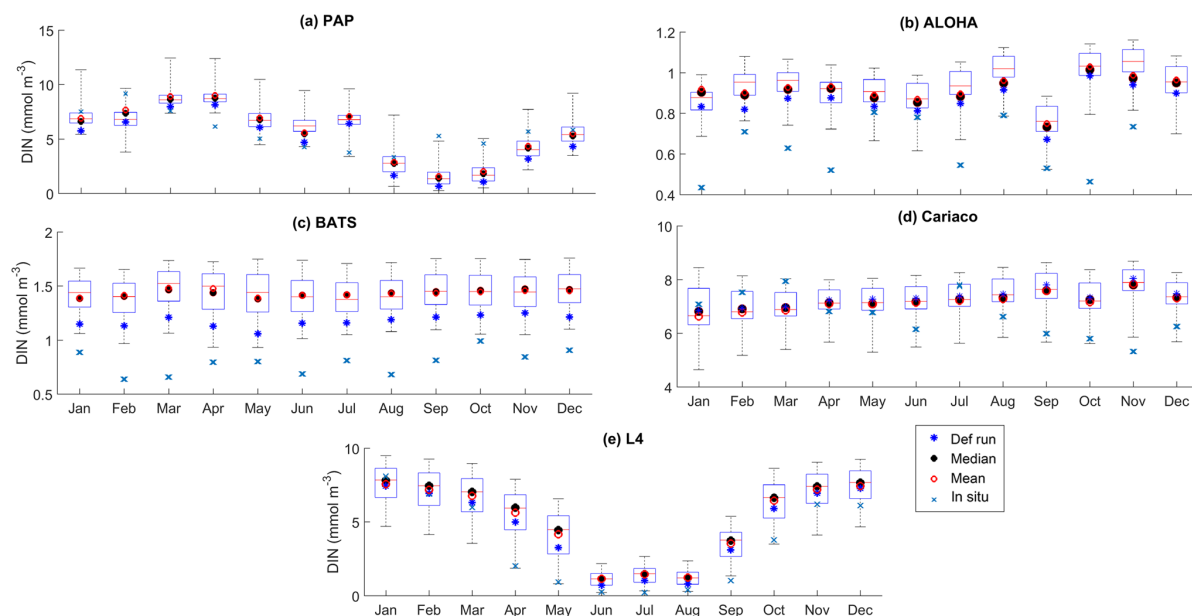 (a) PAP
15
10
5
0
DIN (mmol m⁻³)
(b) ALOHA
1.2
1
0.8
0.6
0.4
(c) BATS
2
1.5
1
0.5
DIN (mmol m⁻³)
Jan Feb Mar Apr May Jun Jul Aug Sep Oct Nov Dec
(d) Cariaco
10
8
6
4
Jan Feb Mar Apr May Jun Jul Aug Sep Oct Nov Dec
(e) L4
10
5
0
DIN (mmol m⁻³)
Jan Feb Mar Apr May Jun Jul Aug Sep Oct Nov Dec
Def run
Median
Mean
In situ